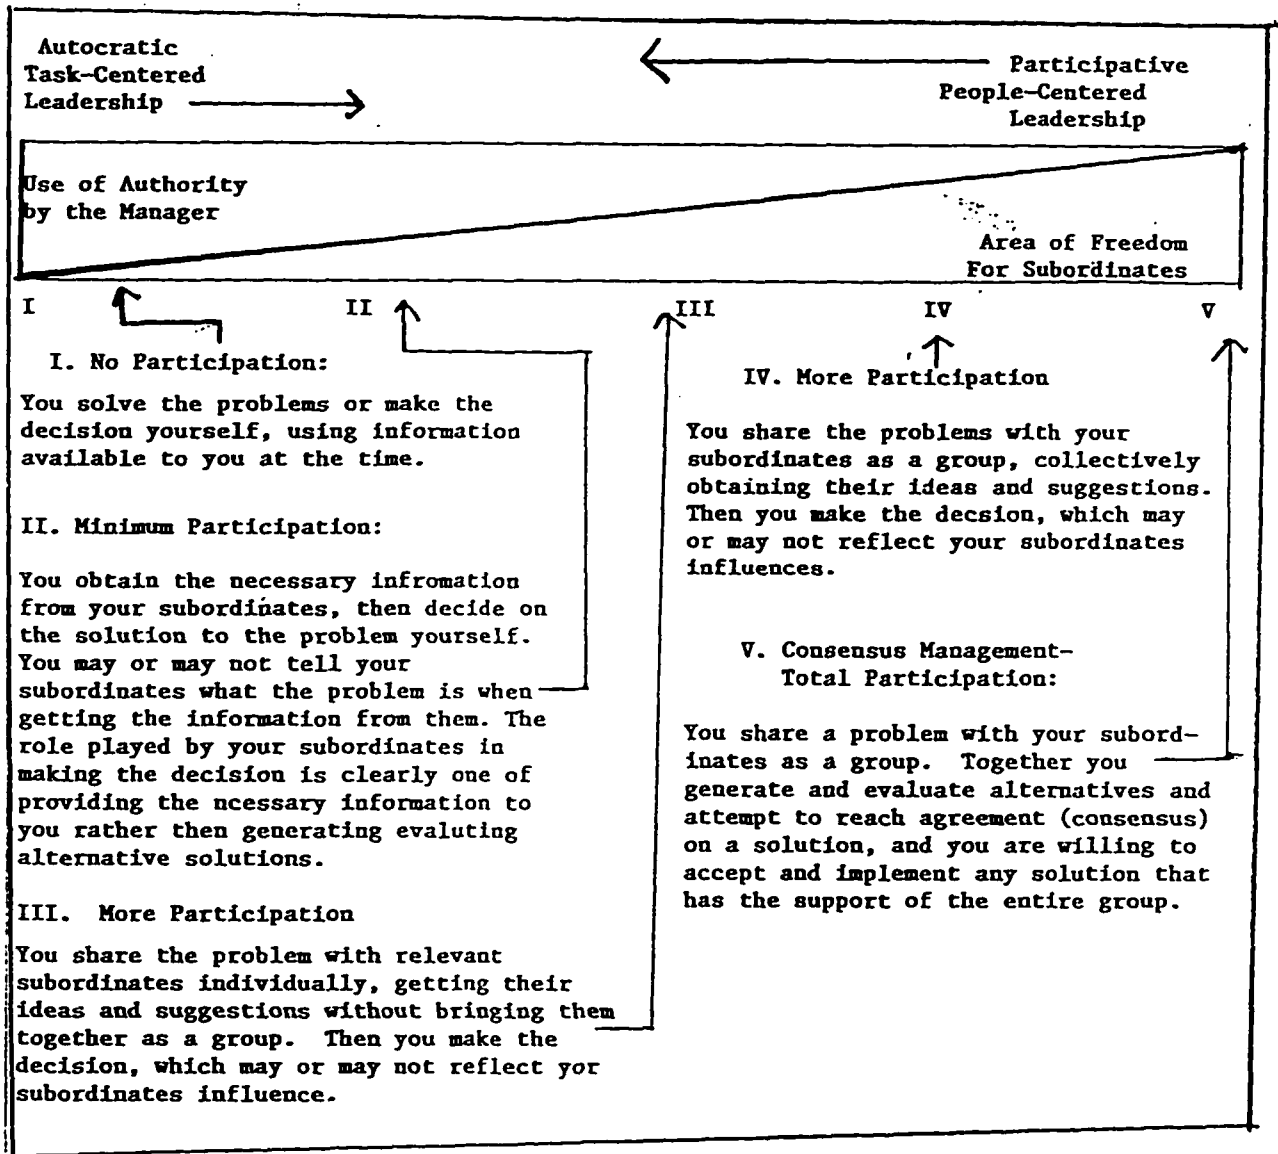 Autocratic
Task-Centered
Leadership
Participative
People-Centered
Leadership
Use of Authority
by the Manager
Area of Freedom
For Subordinates
I II III IV V
I. No Participation:
You solve the problems or make the
decision yourself, using information
available to you at the time.
II. Minimum Participation:
You obtain the necessary infromation
from your subordinates, then decide on
the solution to the problem yourself.
You may or may not tell your
subordinates what the problem is when
getting the information from them. The
role played by your subordinates in
making the decision is clearly one of
providing the ncessary information to
you rather then generating evaluting
alternative solutions.
III. More Participation
You share the problem with relevant
subordinates individually, getting their
ideas and suggestions without bringing them
together as a group. Then you make the
decision, which may or may not reflect yor
subordinates influence.
IV. More Participation
You share the problems with your
subordinates as a group, collectively
obtaining their ideas and suggestions.
Then you make the decsion, which may
or may not reflect your subordinates
influences.
V. Consensus Management-
Total Participation:
You share a problem with your subord-
inates as a group. Together you
generate and evaluate alternatives and
attempt to reach agreement (consensus)
on a solution, and you are willing to
accept and implement any solution that
has the support of the entire group.